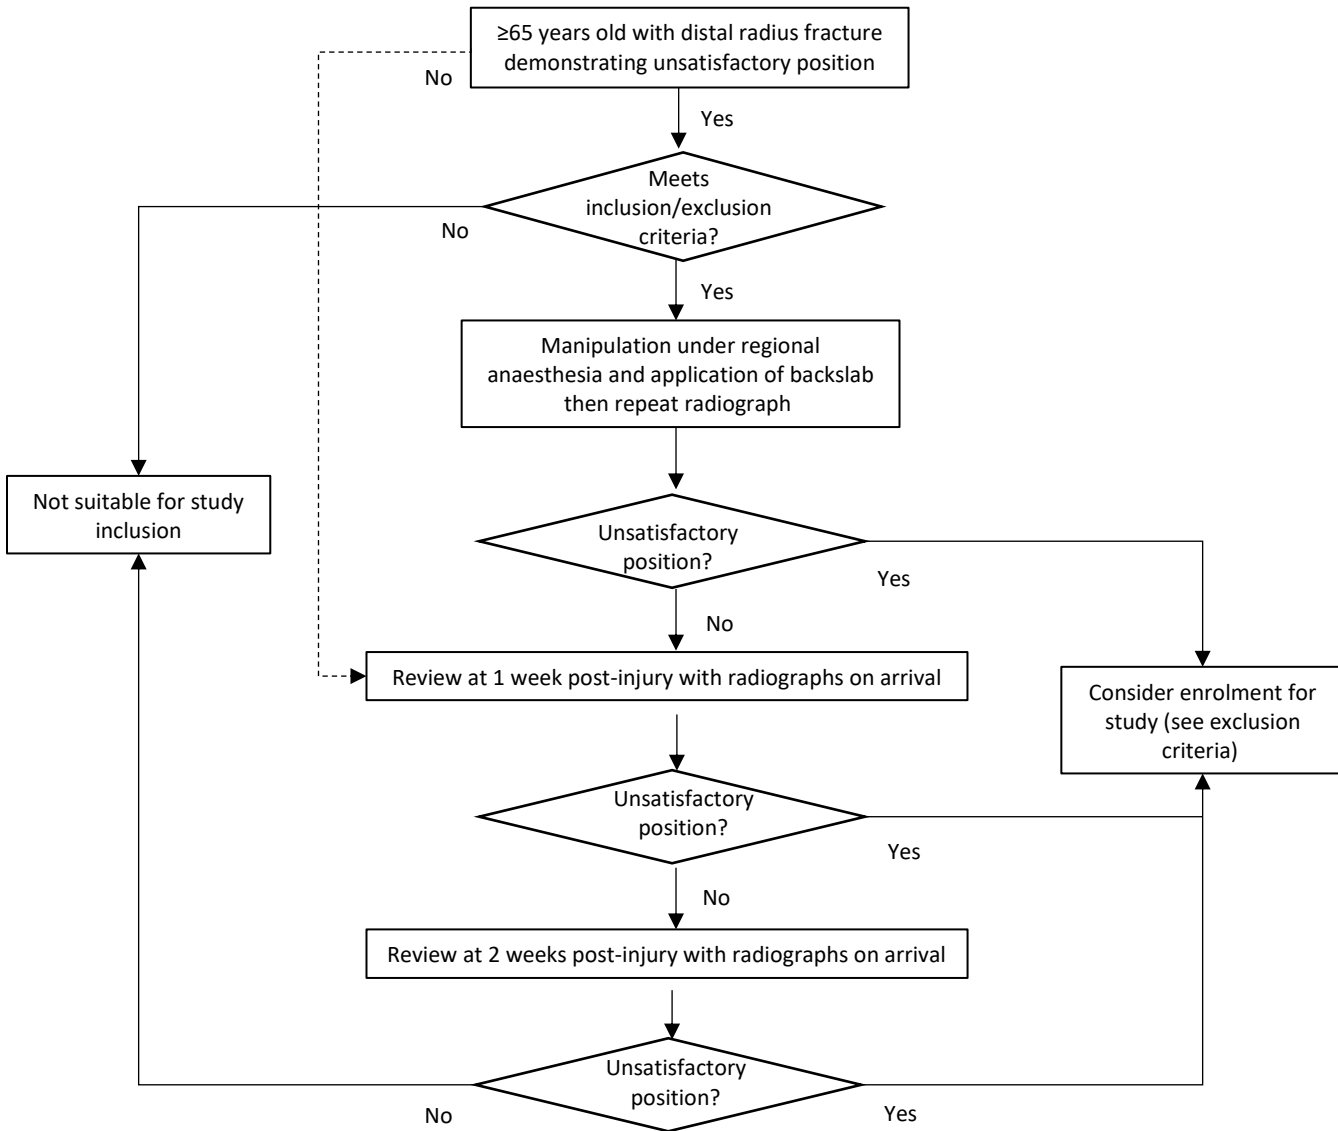 ≥65 years old with distal radius fracture
demonstrating unsatisfactory position
No
Yes
Meets
inclusion/exclusion
criteria?
No
Yes
Manipulation under regional
anaesthesia and application of backslab
then repeat radiograph
Not suitable for study
inclusion
Unsatisfactory
position?
Yes
No
Review at 1 week post-injury with radiographs on arrival
Consider enrolment for
study (see exclusion
criteria)
Unsatisfactory
position?
Yes
No
Review at 2 weeks post-injury with radiographs on arrival
Unsatisfactory
position?
No
Yes